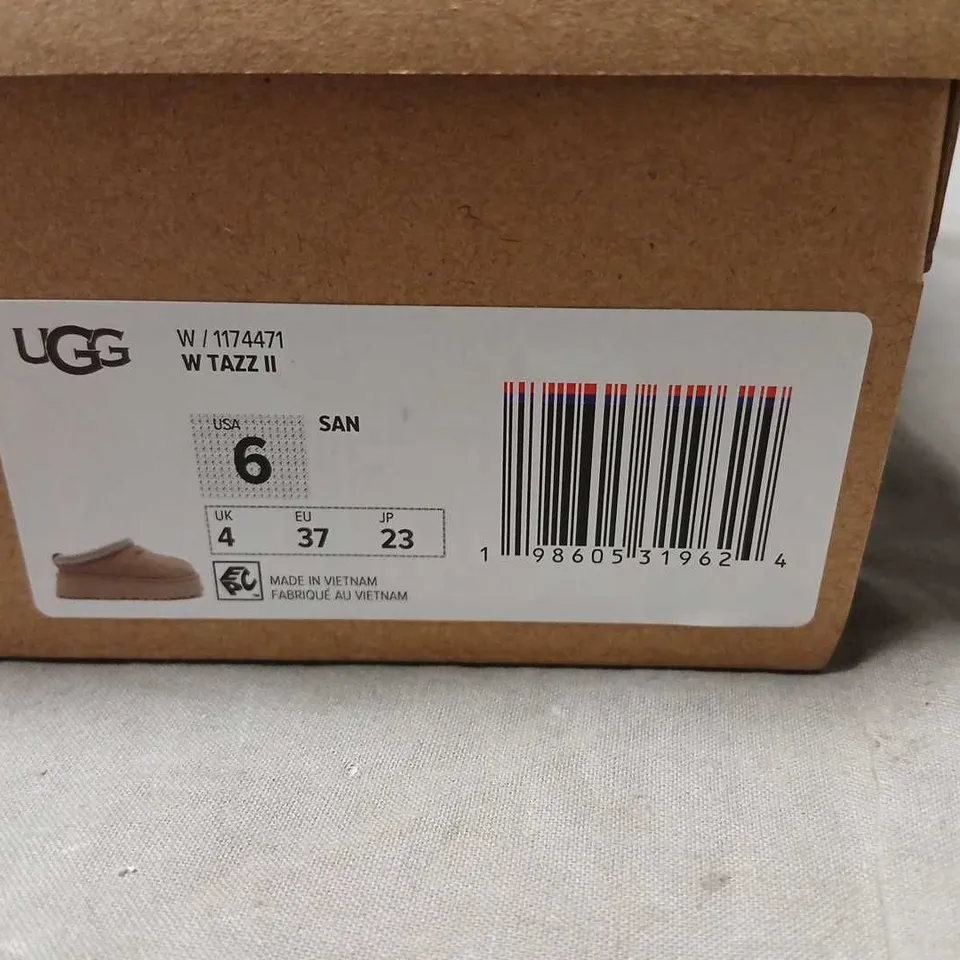 UGG
W / 1174471
W TAZZ II
USA
6
SAN
UK EU JP
4 37 23
EPC
MADE IN VIETNAM
FABRIQUÉ AU VIETNAM
1 98605 31962 4